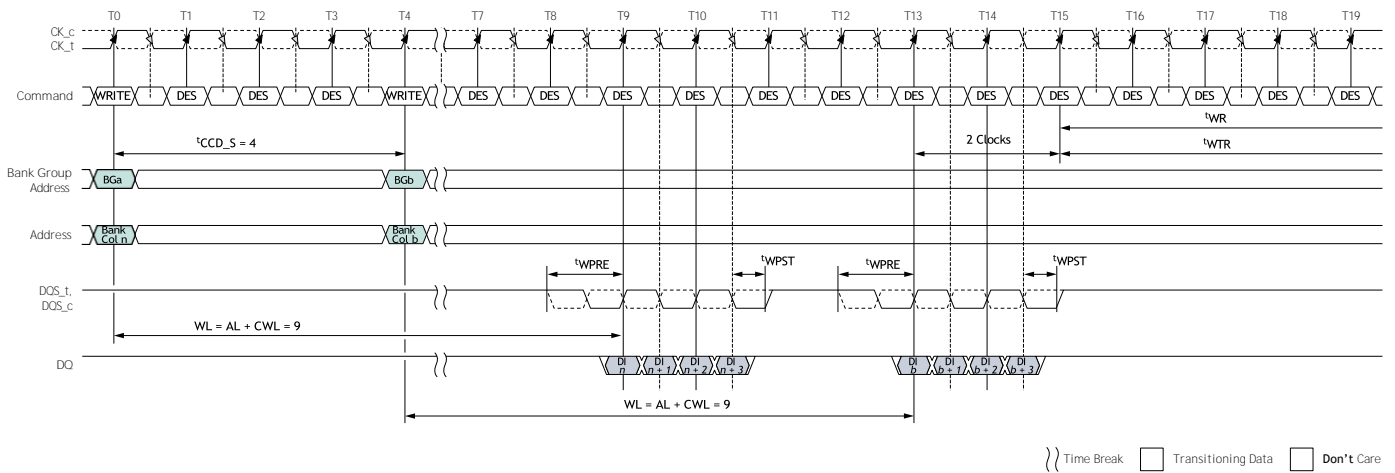 T0 T1 T2 T3 T4 T7 T8 T9 T10 T11 T12 T13 T14 T15 T16 T17 T18 T19
CK_c
CK_t
Command WRITE DES DES DES WRITE DES DES DES DES DES DES DES DES DES DES DES DES DES
tWR
tCCD_S = 4 2 Clocks tWTR
Bank Group
Address BGa BGb
Address Bank Col n Bank Col b
tWPRE tWPST tWPRE tWPST
DQS_t,
DQS_c
WL = AL + CWL = 9
DQ DI n DI n + 1 DI n + 2 DI n + 3 DI b DI b + 1 DI b + 2 DI b + 3
WL = AL + CWL = 9
Time Break Transitioning Data Don't Care